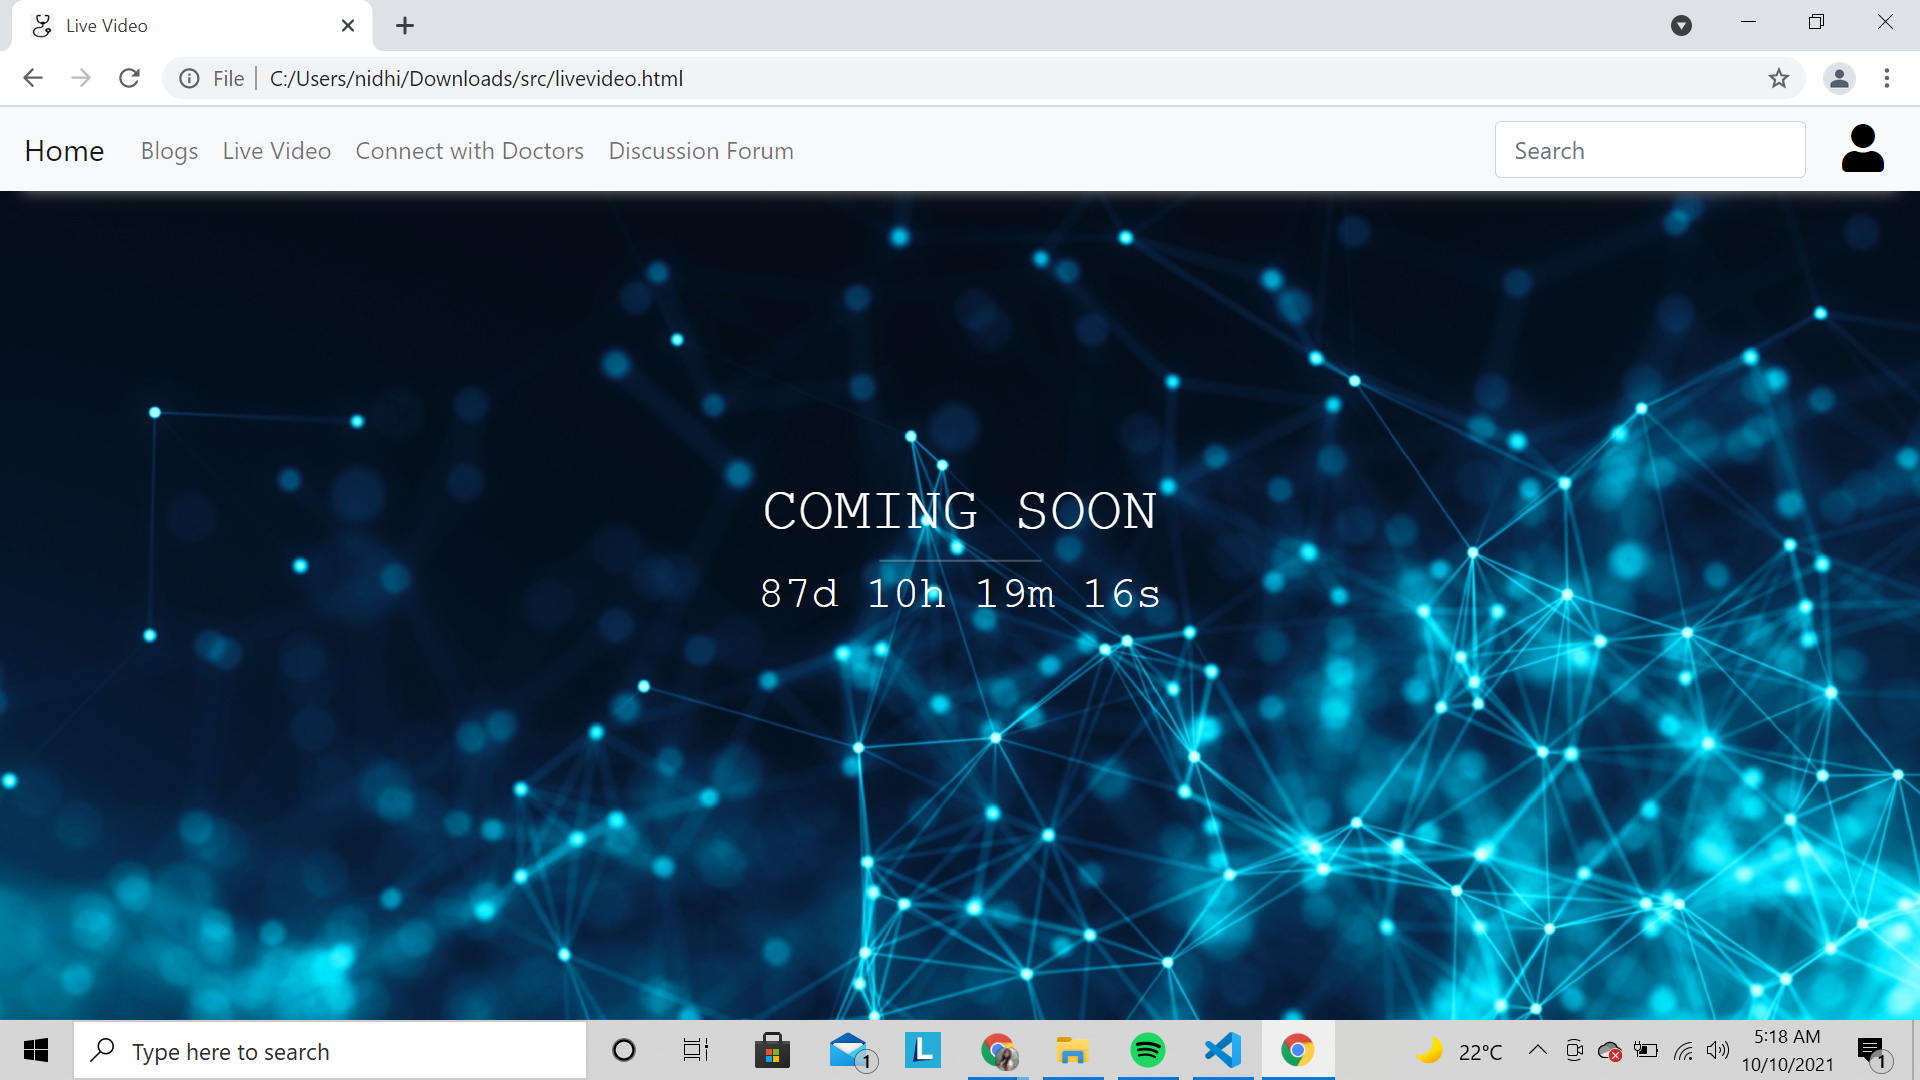 Live Video
File
C:/Users/nidhi/Downloads/src/livevideo.html
Home Blogs Live Video Connect with Doctors Discussion Forum
Search
COMING SOON
87d 10h 19m 16s
Type here to search
1
L
22°C
5:18 AM
10/10/2021
1